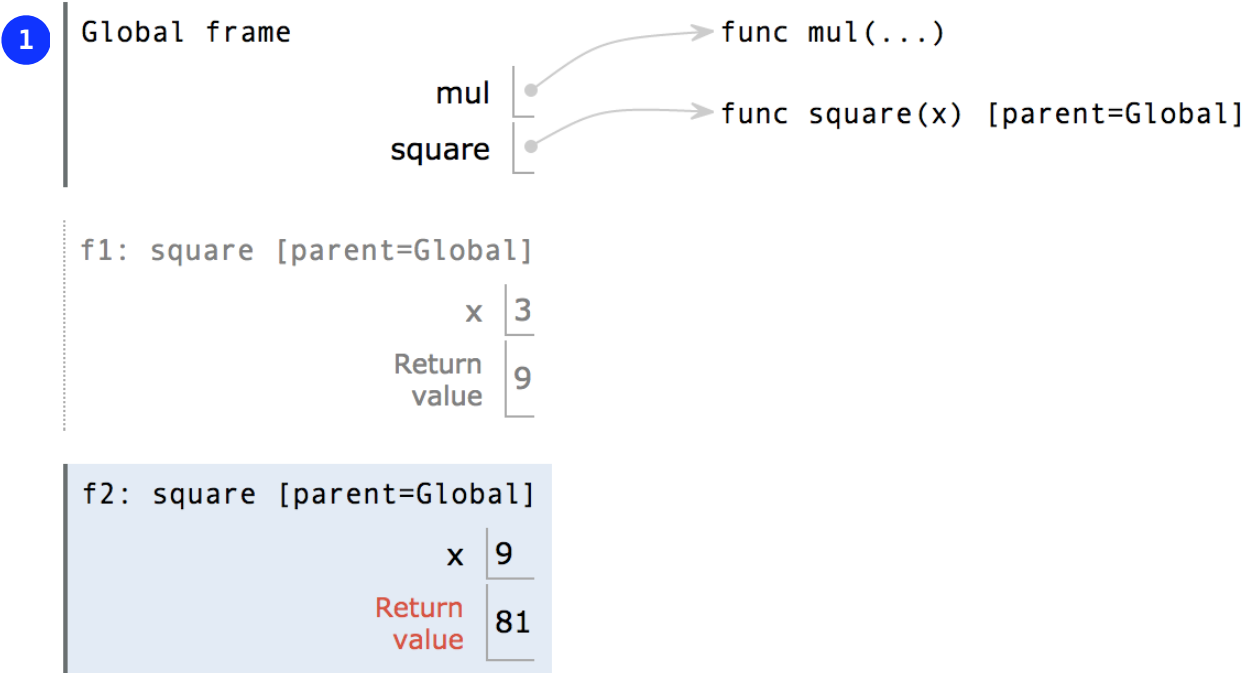 1
Global frame
func mul(...)
mul
func square(x) [parent=Global]
square
f1: square [parent=Global]
x 3
Return
value 9
f2: square [parent=Global]
x 9
Return
value 81